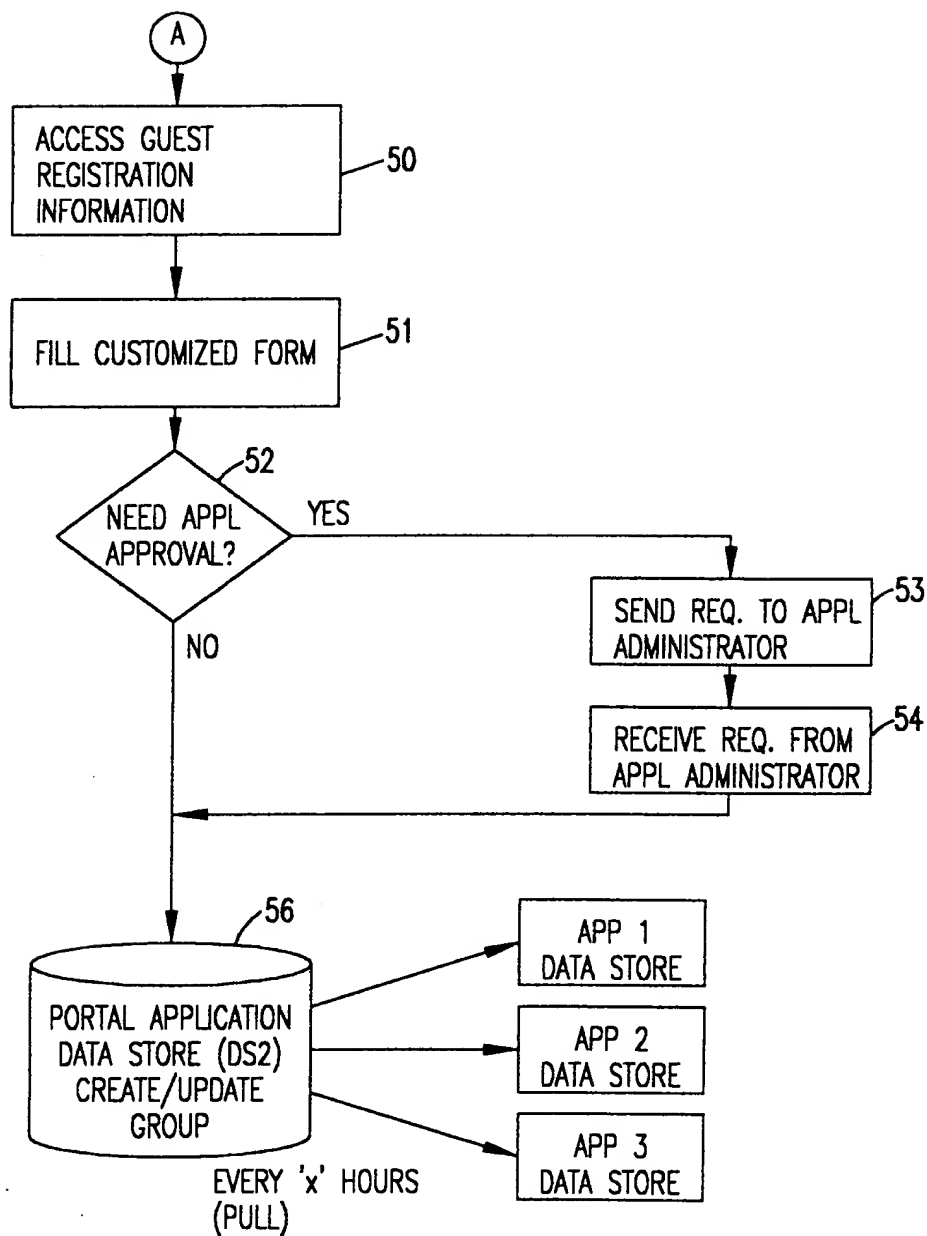 A
ACCESS GUEST
REGISTRATION
INFORMATION
50
FILL CUSTOMIZED FORM
51
52
NEED APPL
APPROVAL?
YES
NO
SEND REQ. TO APPL
ADMINISTRATOR
53
RECEIVE REQ. FROM
APPL ADMINISTRATOR
54
56
PORTAL APPLICATION
DATA STORE (DS2)
CREATE/UPDATE
GROUP
APP 1
DATA STORE
APP 2
DATA STORE
APP 3
DATA STORE
EVERY 'x' HOURS
(PULL)